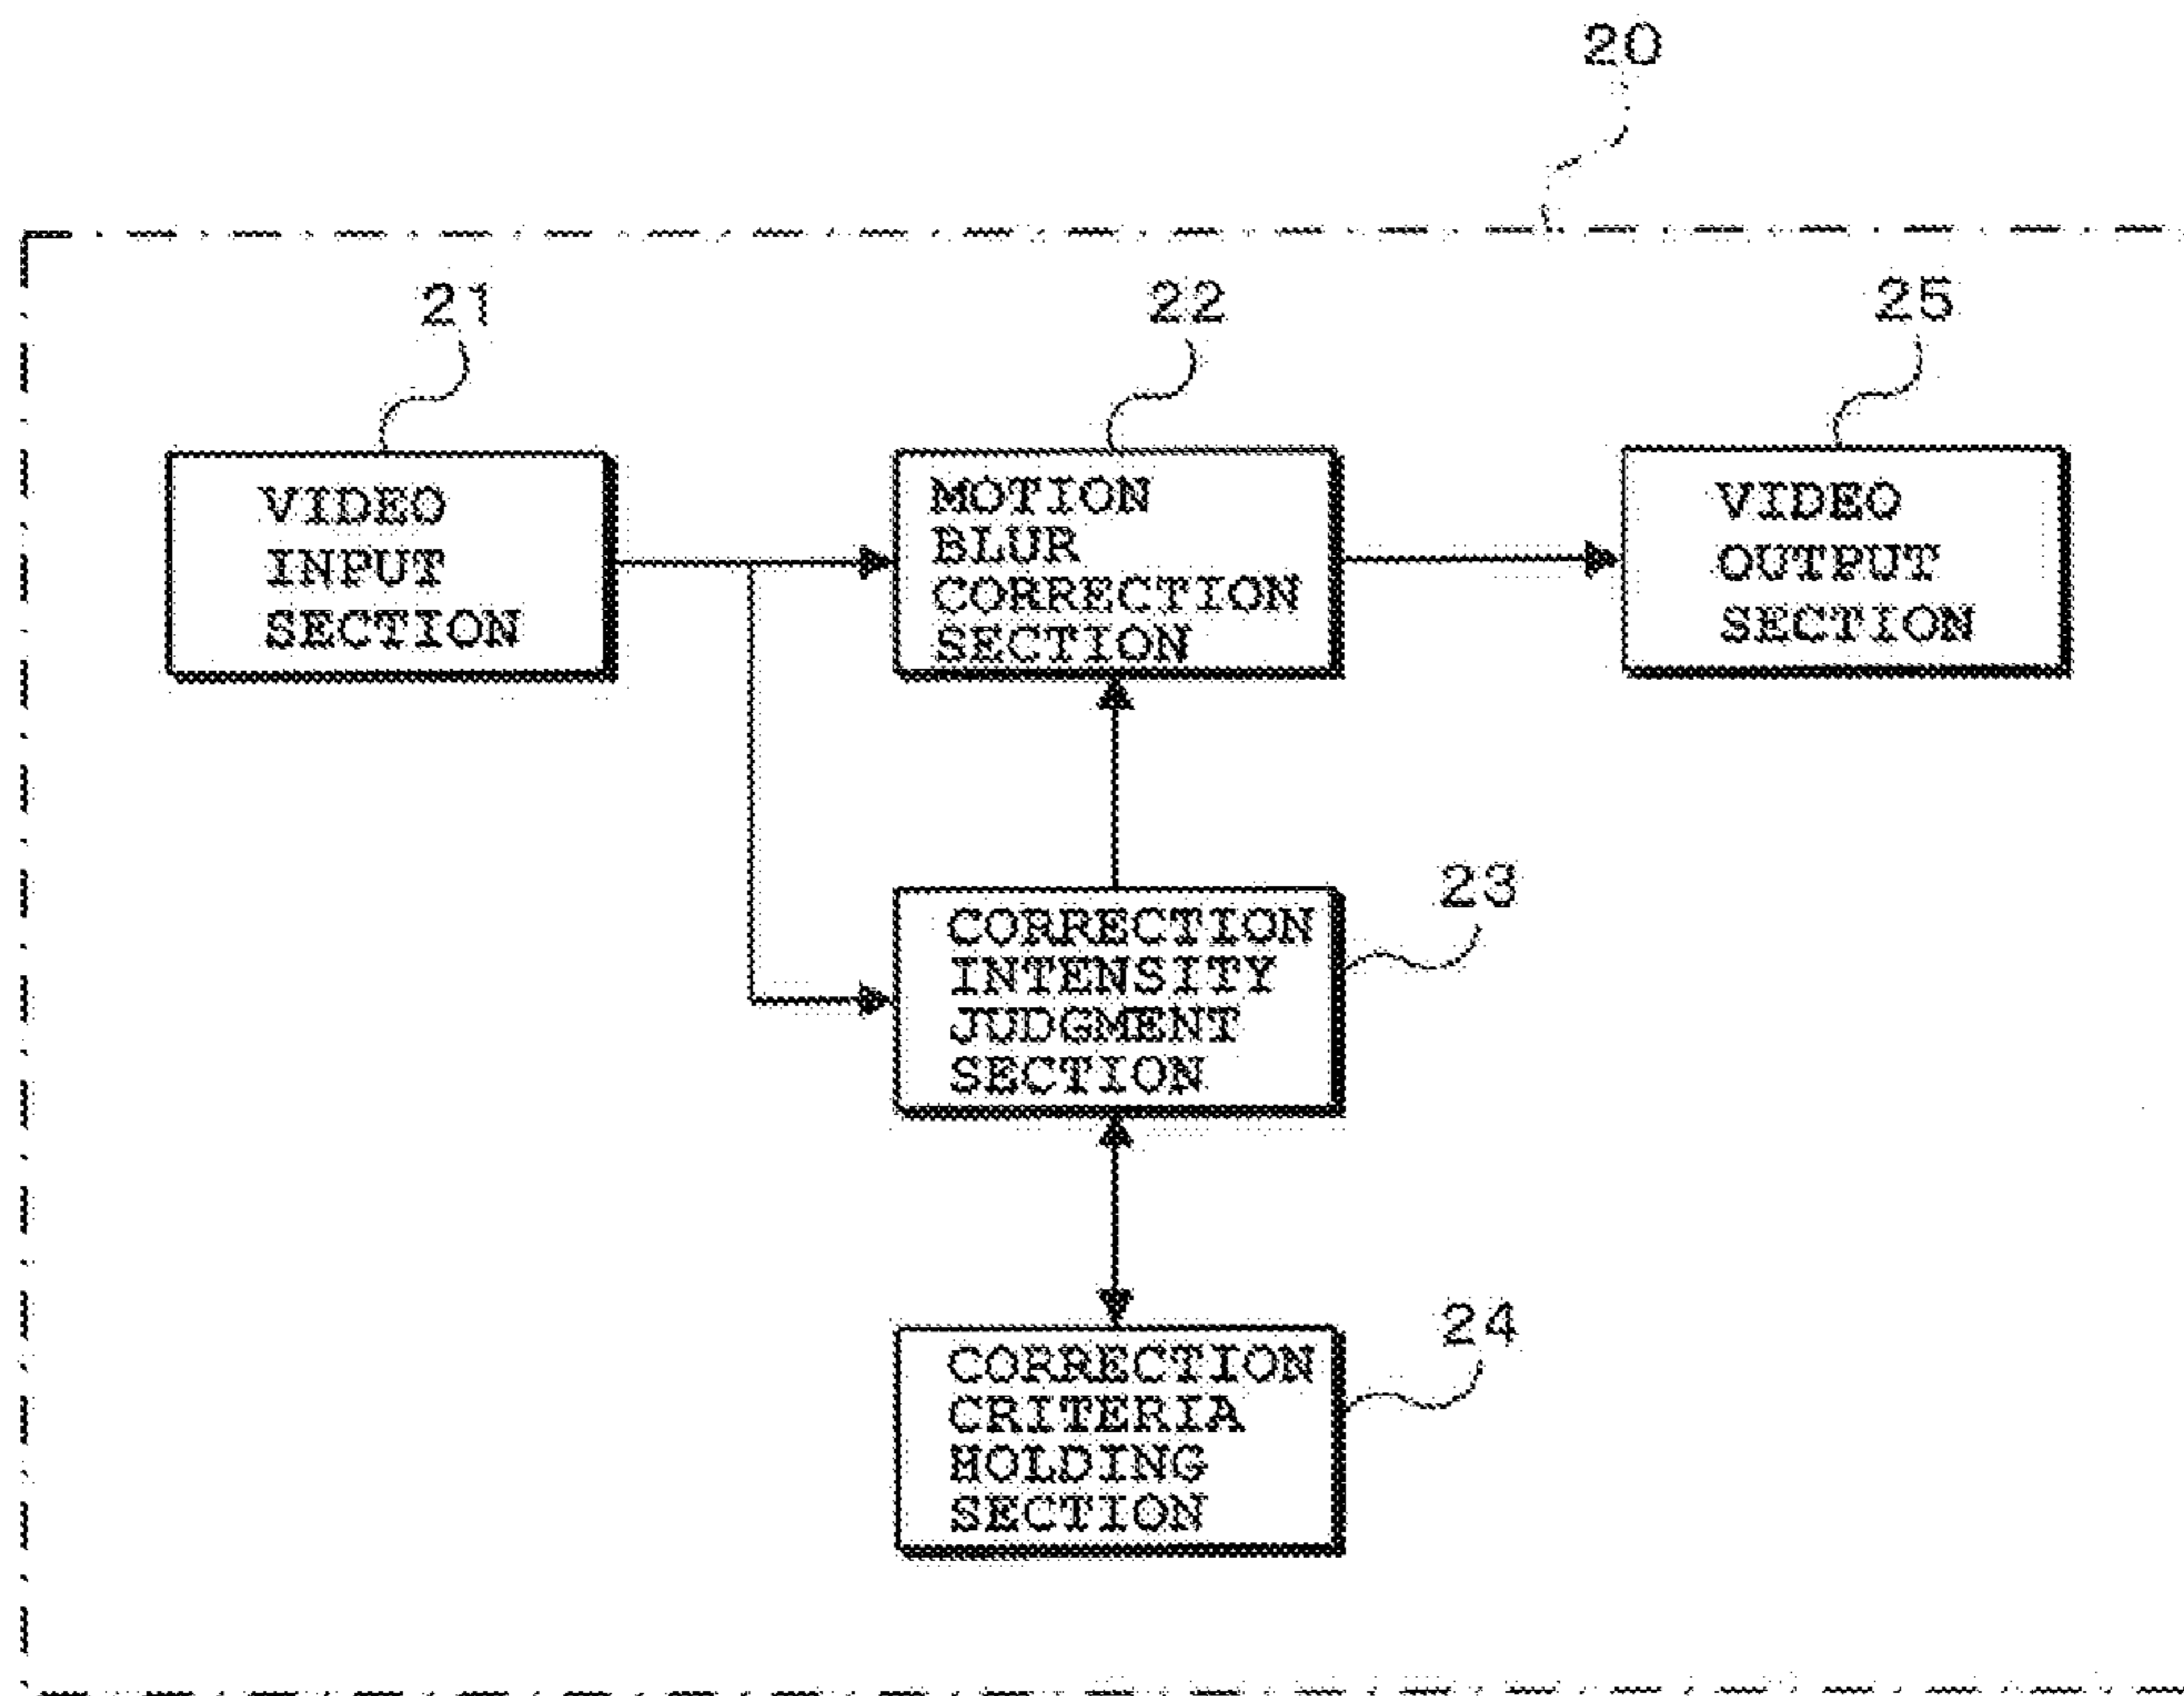 20
21
22
25
VIDEO
INPUT
SECTION
MOTION
BLUR
CORRECTION
SECTION
VIDEO
OUTPUT
SECTION
23
CORRECTION
INTENSITY
JUDGMENT
SECTION
24
CORRECTION
CRITERIA
HOLDING
SECTION